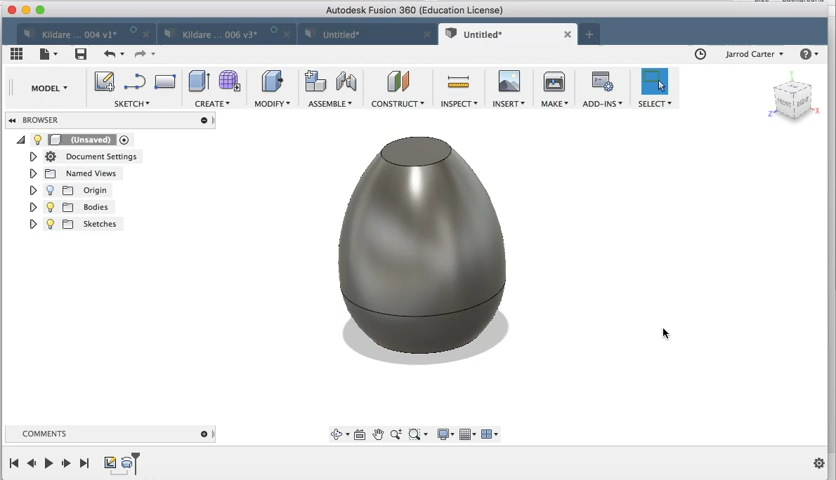 Autodesk Fusion 360 (Education License)
Kildare ... 004 v1*
Kildare ... 006 v3*
Untitled*
Untitled*
Jarrod Carter
MODEL
SKETCH
CREATE
MODIFY
ASSEMBLE
CONSTRUCT
INSPECT
INSERT
MAKE
ADD-INS
SELECT
BROWSER
(Unsaved)
Document Settings
Named Views
Origin
Bodies
Sketches
COMMENTS